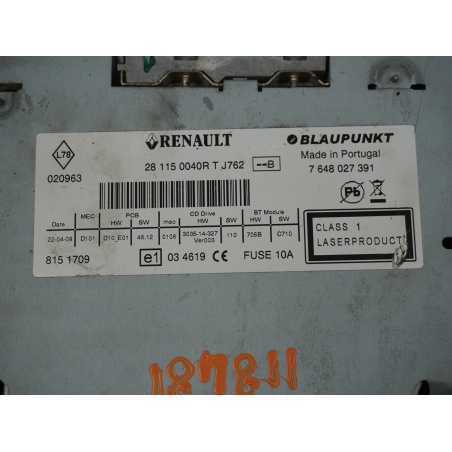 L78
020963
RENAULT
28 115 0040R T J762 --B
BLAUPUNKT
Made in Portugal
7 648 027 391
Pb
Date MEC PCB HW SW mec CD Drive HW SW BT Module HW SW
22-04-09 D101 D10_E01 45.12 0108 3035-14-327 Ver003 110 705B C710
CLASS 1
LASERPRODUCT
815 1709
e1 03 4619 CE FUSE 10A
187811